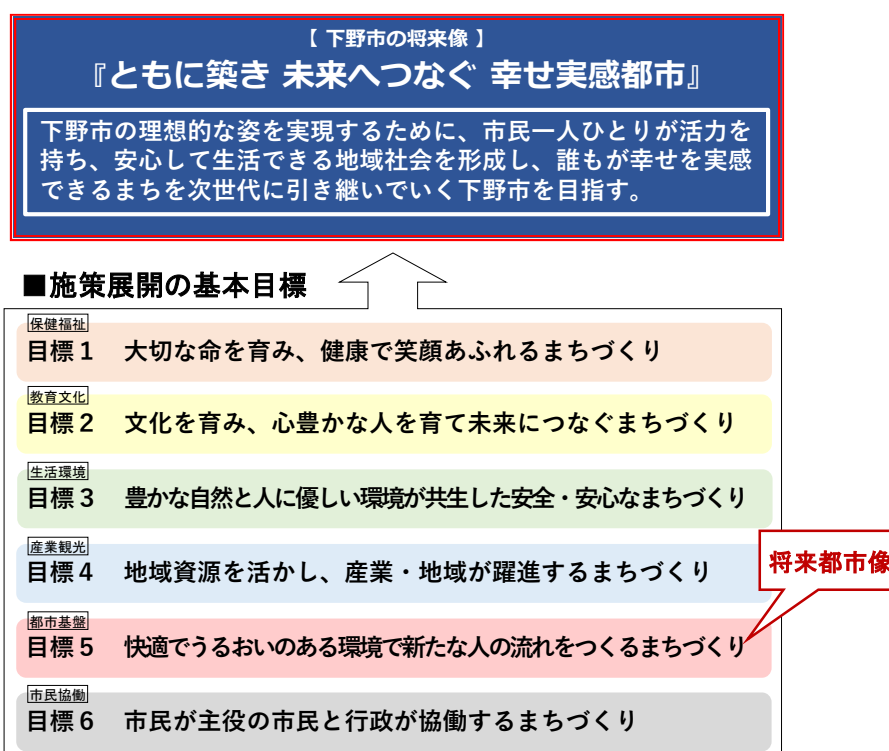 【 下野市の将来像 】
『ともに築き 未来へつなぐ 幸せ実感都市』
下野市の理想的な姿を実現するために、市民一人ひとりが活力を
持ち、安心して生活できる地域社会を形成し、誰もが幸せを実感
できるまちを次世代に引き継いでいく下野市を目指す。
■施策展開の基本目標
保健福祉
目標1 大切な命を育み、健康で笑顔あふれるまちづくり
教育文化
目標2 文化を育み、心豊かな人を育て未来につなぐまちづくり
生活環境
目標3 豊かな自然と人に優しい環境が共生した安全・安心なまちづくり
産業観光
目標4 地域資源を活かし、産業・地域が躍進するまちづくり
将来都市像
都市基盤
目標5 快適でうるおいのある環境で新たな人の流れをつくるまちづくり
市民協働
目標6 市民が主役の市民と行政が協働するまちづくり